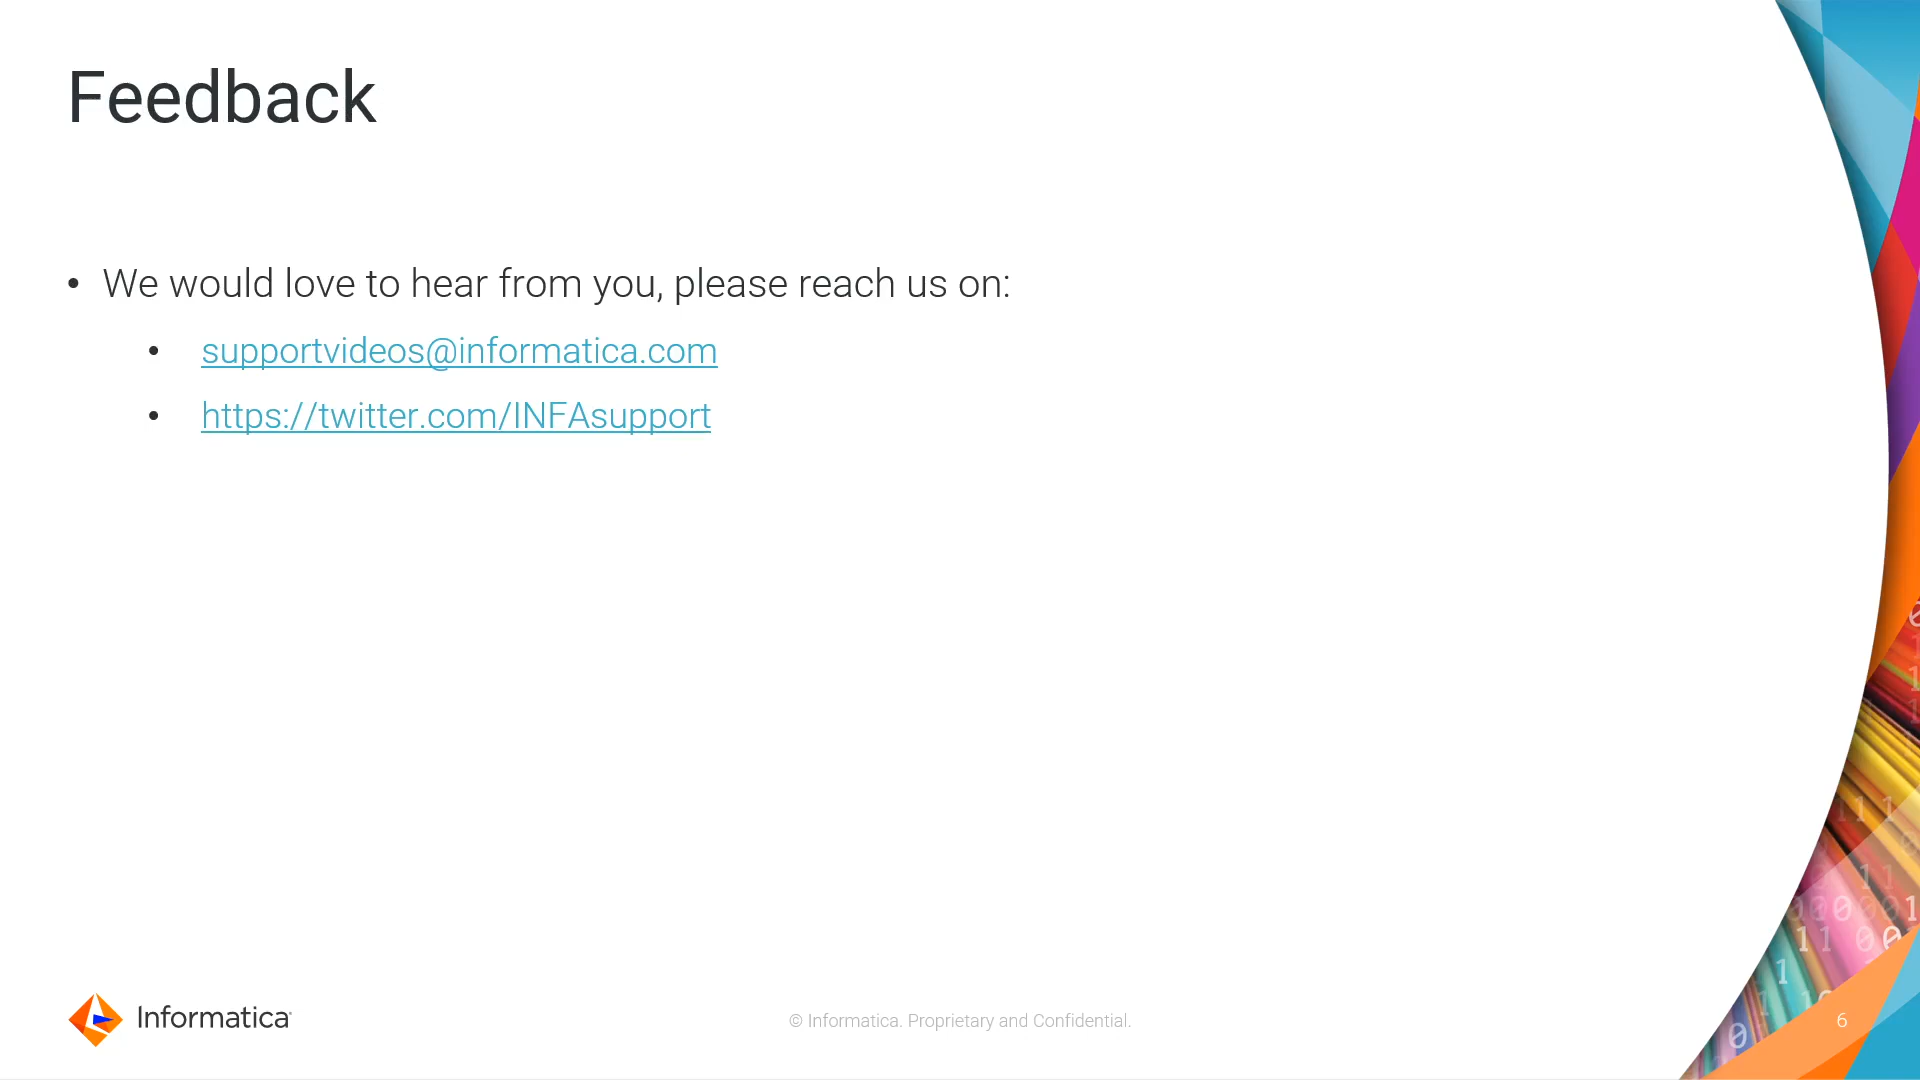 Feedback
• We would love to hear from you, please reach us on:
• supportvideos@informatica.com
• https://twitter.com/INFAsupport
Informatica
© Informatica. Proprietary and Confidential.
6